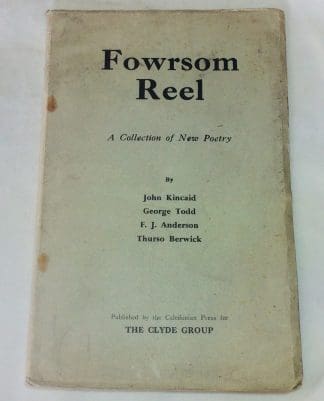 Fowrsom
Reel
A Collection of New Poetry
By
John Kincaid
George Todd
F. J. Anderson
Thurso Berwick
Published by the Caledonian Press for
THE CLYDE GROUP